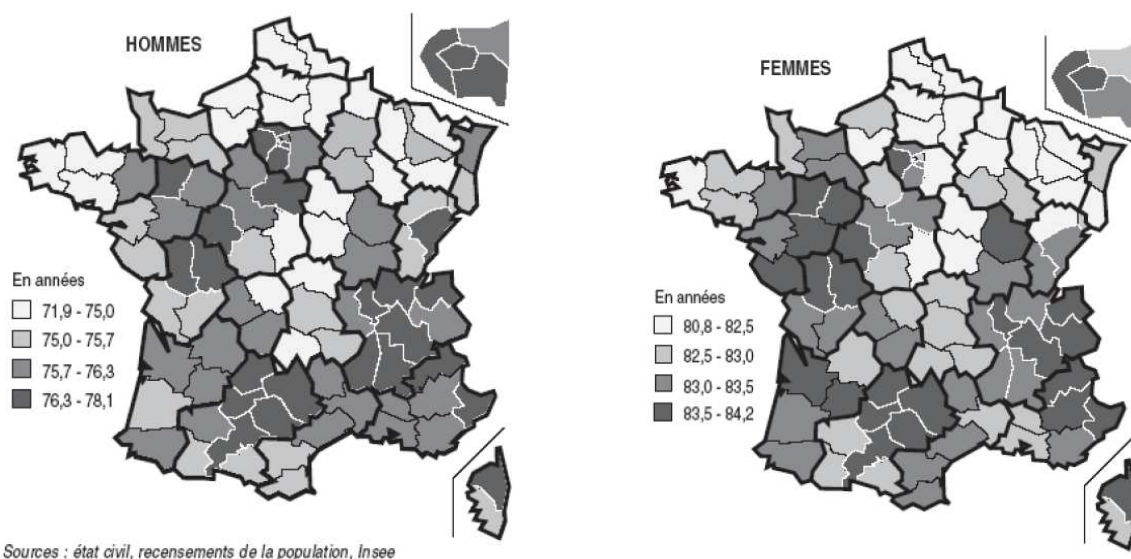 HOMMES
En années
71,9 - 75,0
75,0 - 75,7
75,7 - 76,3
76,3 - 78,1
FEMMES
En années
80,8 - 82,5
82,5 - 83,0
83,0 - 83,5
83,5 - 84,2
Sources : état civil, recensements de la population, Insee